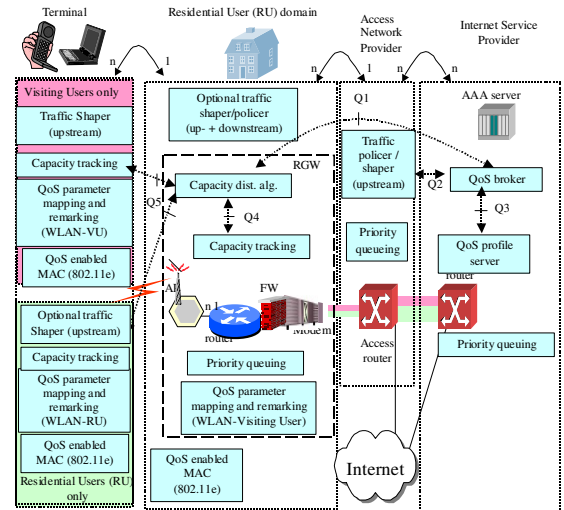 Terminal
Residential User (RU) domain
Access
Network
Provider
Internet Service
Provider
n
1
n
1
n
n
Visiting Users only
Traffic Shaper
(upstream)
Capacity tracking
QoS parameter
mapping and
remarking
(WLAN-VU)
QoS enabled
MAC (802.11e)
Optional traffic
Shaper (upstream)
Capacity tracking
QoS parameter
mapping and
remarking
(WLAN-RU)
QoS enabled
MAC (802.11e)
Residential Users (RU)
only
Optional traffic
shaper/policer
(up- + downstream)
RGW
Capacity dist. alg.
Q5
Q4
Capacity tracking
n 1
router
FW
Modem
Priority queuing
QoS parameter
mapping and remarking
(WLAN-Visiting User)
QoS enabled
MAC
(802.11e)
Q1
Traffic
policer /
shaper
(upstream)
Priority
queueing
Access
router
Internet
AAA server
Q2
QoS broker
Q3
QoS profile
server
router
Priority queuing